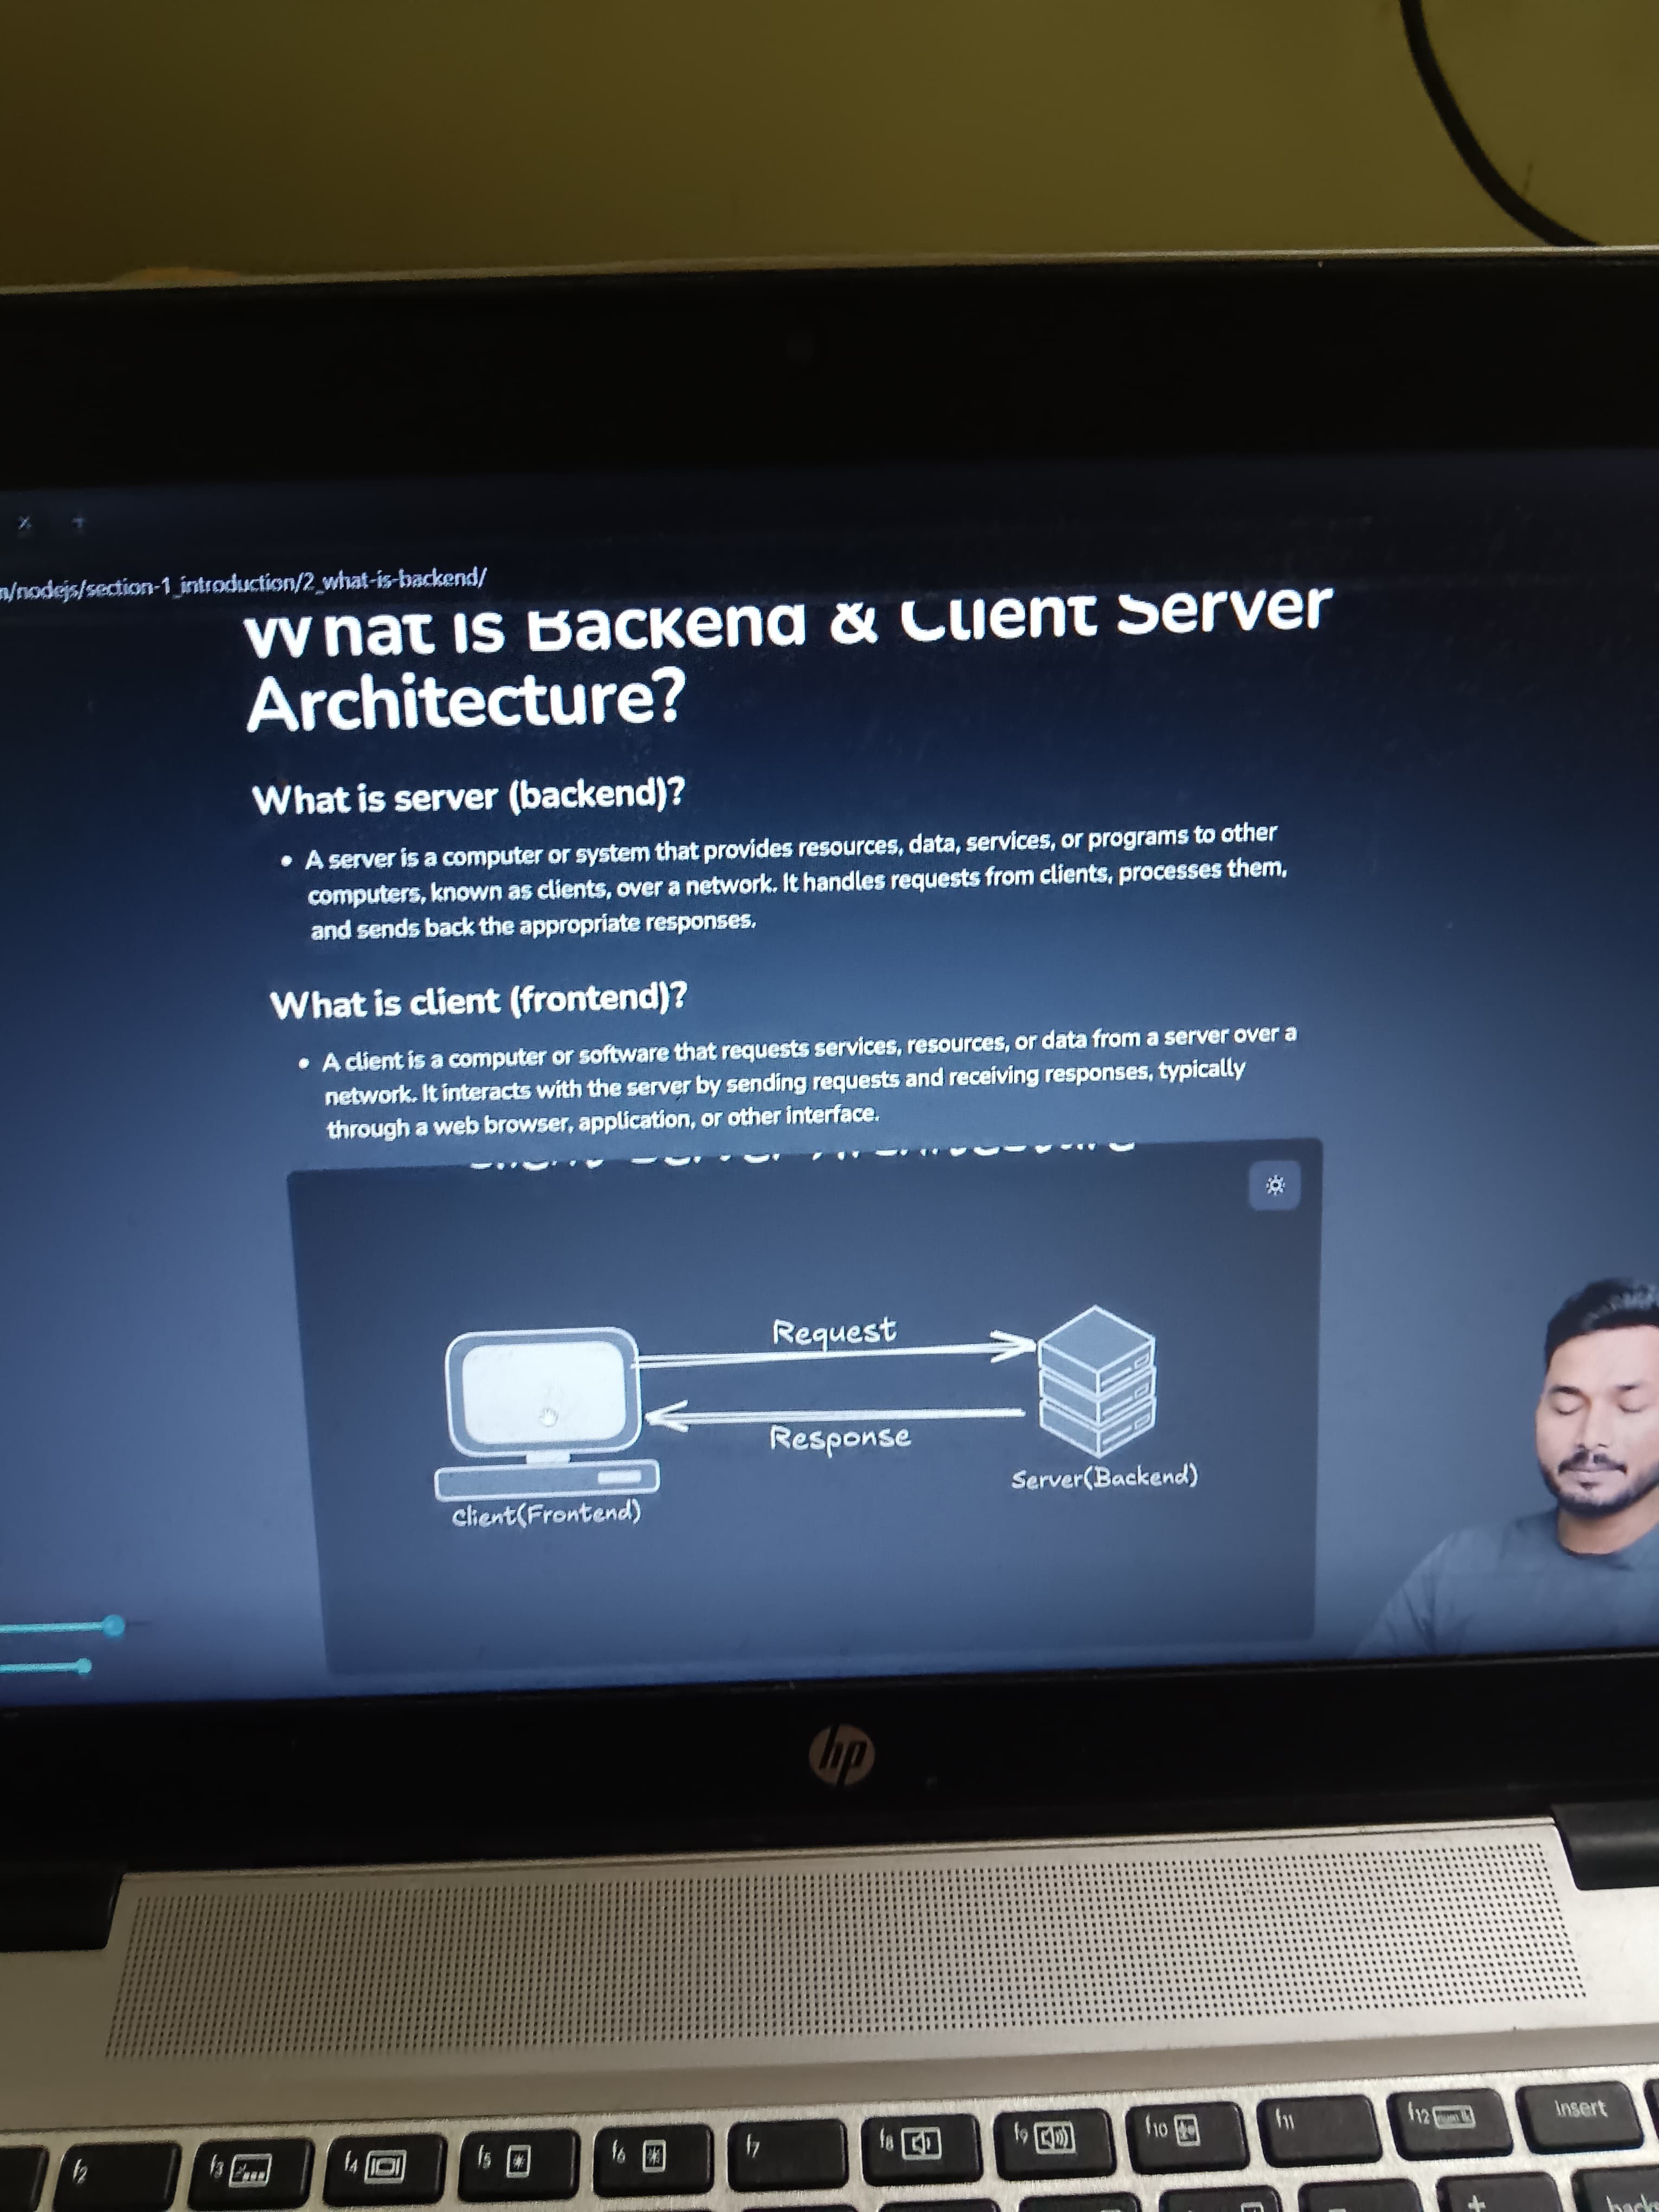 /nodejs/section-1_introduction/2_what-is-backend/
What is Backend & Client Server
Architecture?
What is server (backend)?
• A server is a computer or system that provides resources, data, services, or programs to other
computers, known as clients, over a network. It handles requests from clients, processes them,
and sends back the appropriate responses.
What is client (frontend)?
• A client is a computer or software that requests services, resources, or data from a server over a
network. It interacts with the server by sending requests and receiving responses, typically
through a web browser, application, or other interface.
Request
Response
Server(Backend)
Client(Frontend)
hp
f2
f3
f4
f5
f6
f7
f8
f9
f10
f11
f12
insert
+